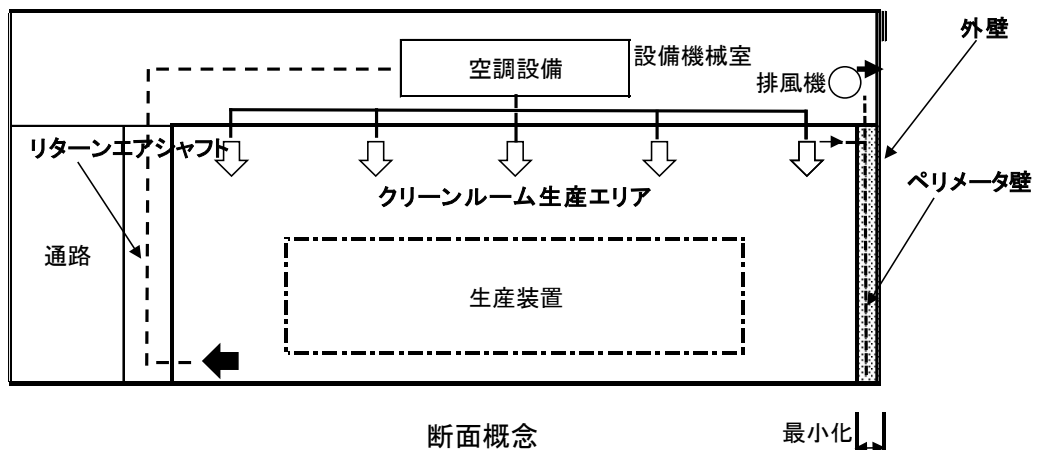 外壁
空調設備
設備機械室
排風機
リターンエアシャフト
ペリメータ壁
クリーンルーム生産エリア
通路
生産装置
断面概念
最小化